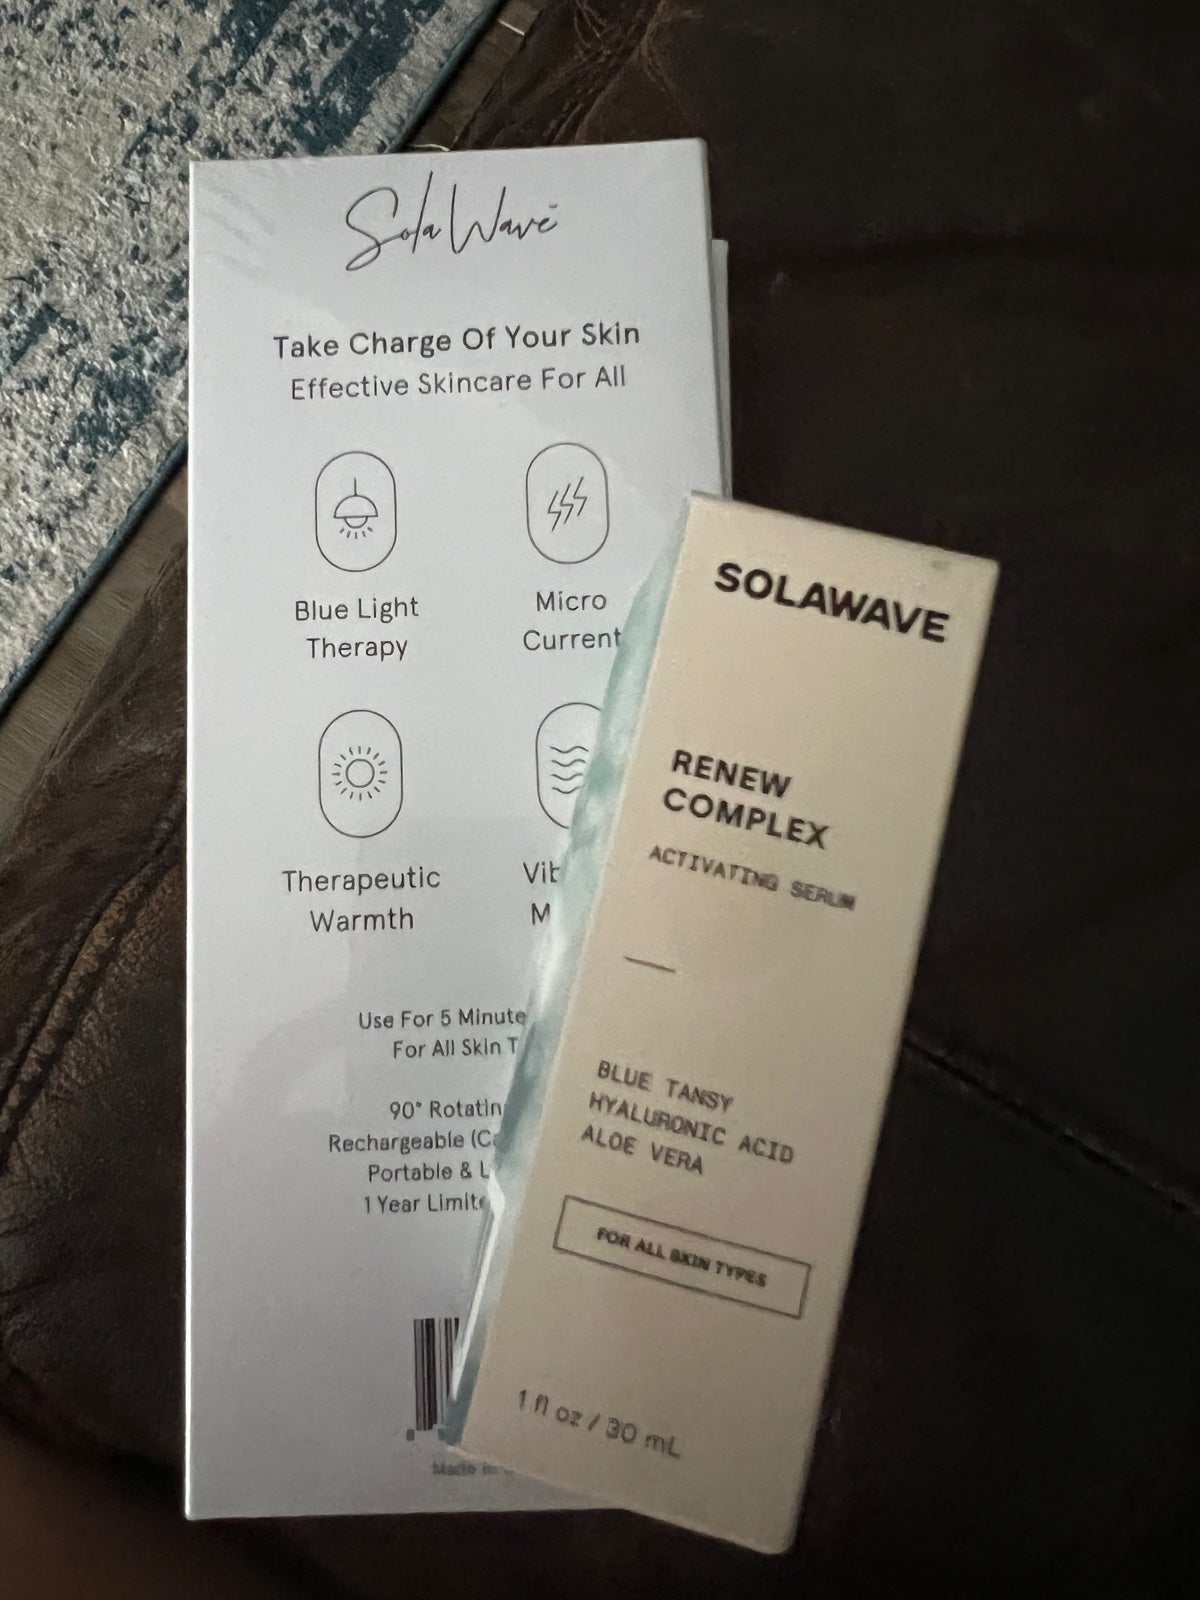 SolaWave
Take Charge Of Your Skin
Effective Skincare For All
Blue Light
Therapy
Micro
Current
Therapeutic
Warmth
Use For 5 Minute
For All Skin T
90° Rotatin
Rechargeable (C
Portable & L
1 Year Limit
Made in
SOLAWAVE
RENEW
COMPLEX
ACTIVATING SERUM
BLUE TANSY
HYALURONIC ACID
ALOE VERA
FOR ALL SKIN TYPES
1 fl oz / 30 mL